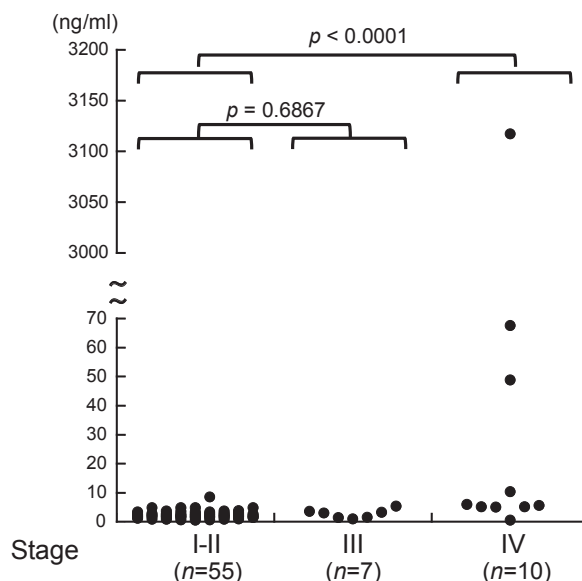 (ng/ml)
3200
p < 0.0001
3150
p = 0.6867
3100
3050
3000
70
60
50
40
30
20
10
0
Stage I-II III IV
(n=55) (n=7) (n=10)